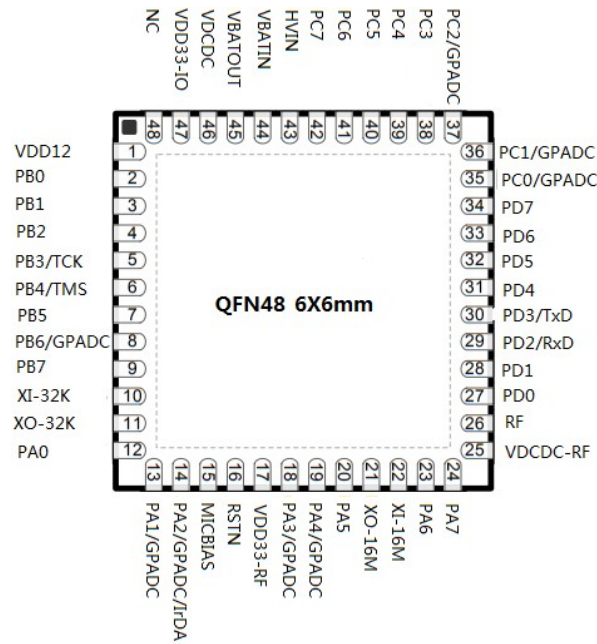 NC
VDD33-IO
VDCDC
VBATOUT
VBATIN
HVIN
PC7
PC6
PC5
PC4
PC3
PC2/GPADC
48 47 46 45 44 43 42 41 40 39 38 37
VDD12 1
PB0 2
PB1 3
PB2 4
PB3/TCK 5
PB4/TMS 6
PB5 7
PB6/GPADC 8
PB7 9
XI-32K 10
XO-32K 11
PA0 12
QFN48 6X6mm
36 PC1/GPADC
35 PC0/GPADC
34 PD7
33 PD6
32 PD5
31 PD4
30 PD3/TxD
29 PD2/RxD
28 PD1
27 PD0
26 RF
25 VDCDC-RF
13 14 15 16 17 18 19 20 21 22 23 24
PA1/GPADC
PA2/GPADC/IrDA
MICBIAS
RSTN
VDD33-RF
PA3/GPADC
PA4/GPADC
PA5
XO-16M
XI-16M
PA6
PA7